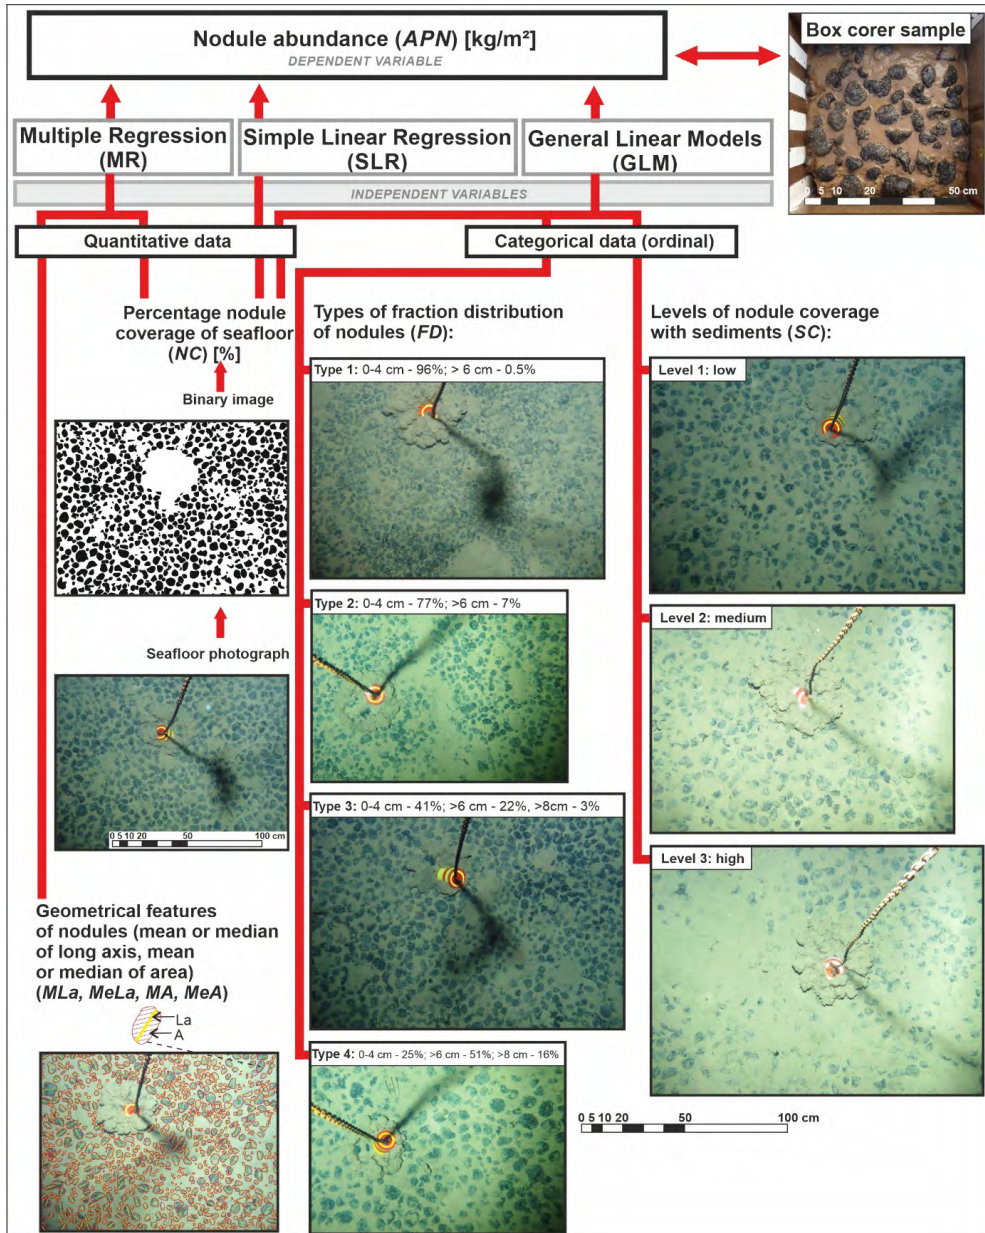 Nodule abundance (APN) [kg/m²]
DEPENDENT VARIABLE
Box corer sample
0 5 10 20 50 cm
Multiple Regression
(MR)
Simple Linear Regression
(SLR)
General Linear Models
(GLM)
INDEPENDENT VARIABLES
Quantitative data
Categorical data (ordinal)
Percentage nodule
coverage of seafloor
(NC) [%]
Binary image
Seafloor photograph
0 5 10 20 50 100 cm
Geometrical features
of nodules (mean or median
of long axis, mean
or median of area)
(MLa, MeLa, MA, MeA)
La
A
Types of fraction distribution
of nodules (FD):
Type 1: 0-4 cm - 96%; > 6 cm - 0.5%
Type 2: 0-4 cm - 77%; >6 cm - 7%
Type 3: 0-4 cm - 41%; >6 cm - 22%, >8cm - 3%
Type 4: 0-4 cm - 25%; >6 cm - 51%; >8 cm - 16%
Levels of nodule coverage
with sediments (SC):
Level 1: low
Level 2: medium
Level 3: high
0 5 10 20 50 100 cm